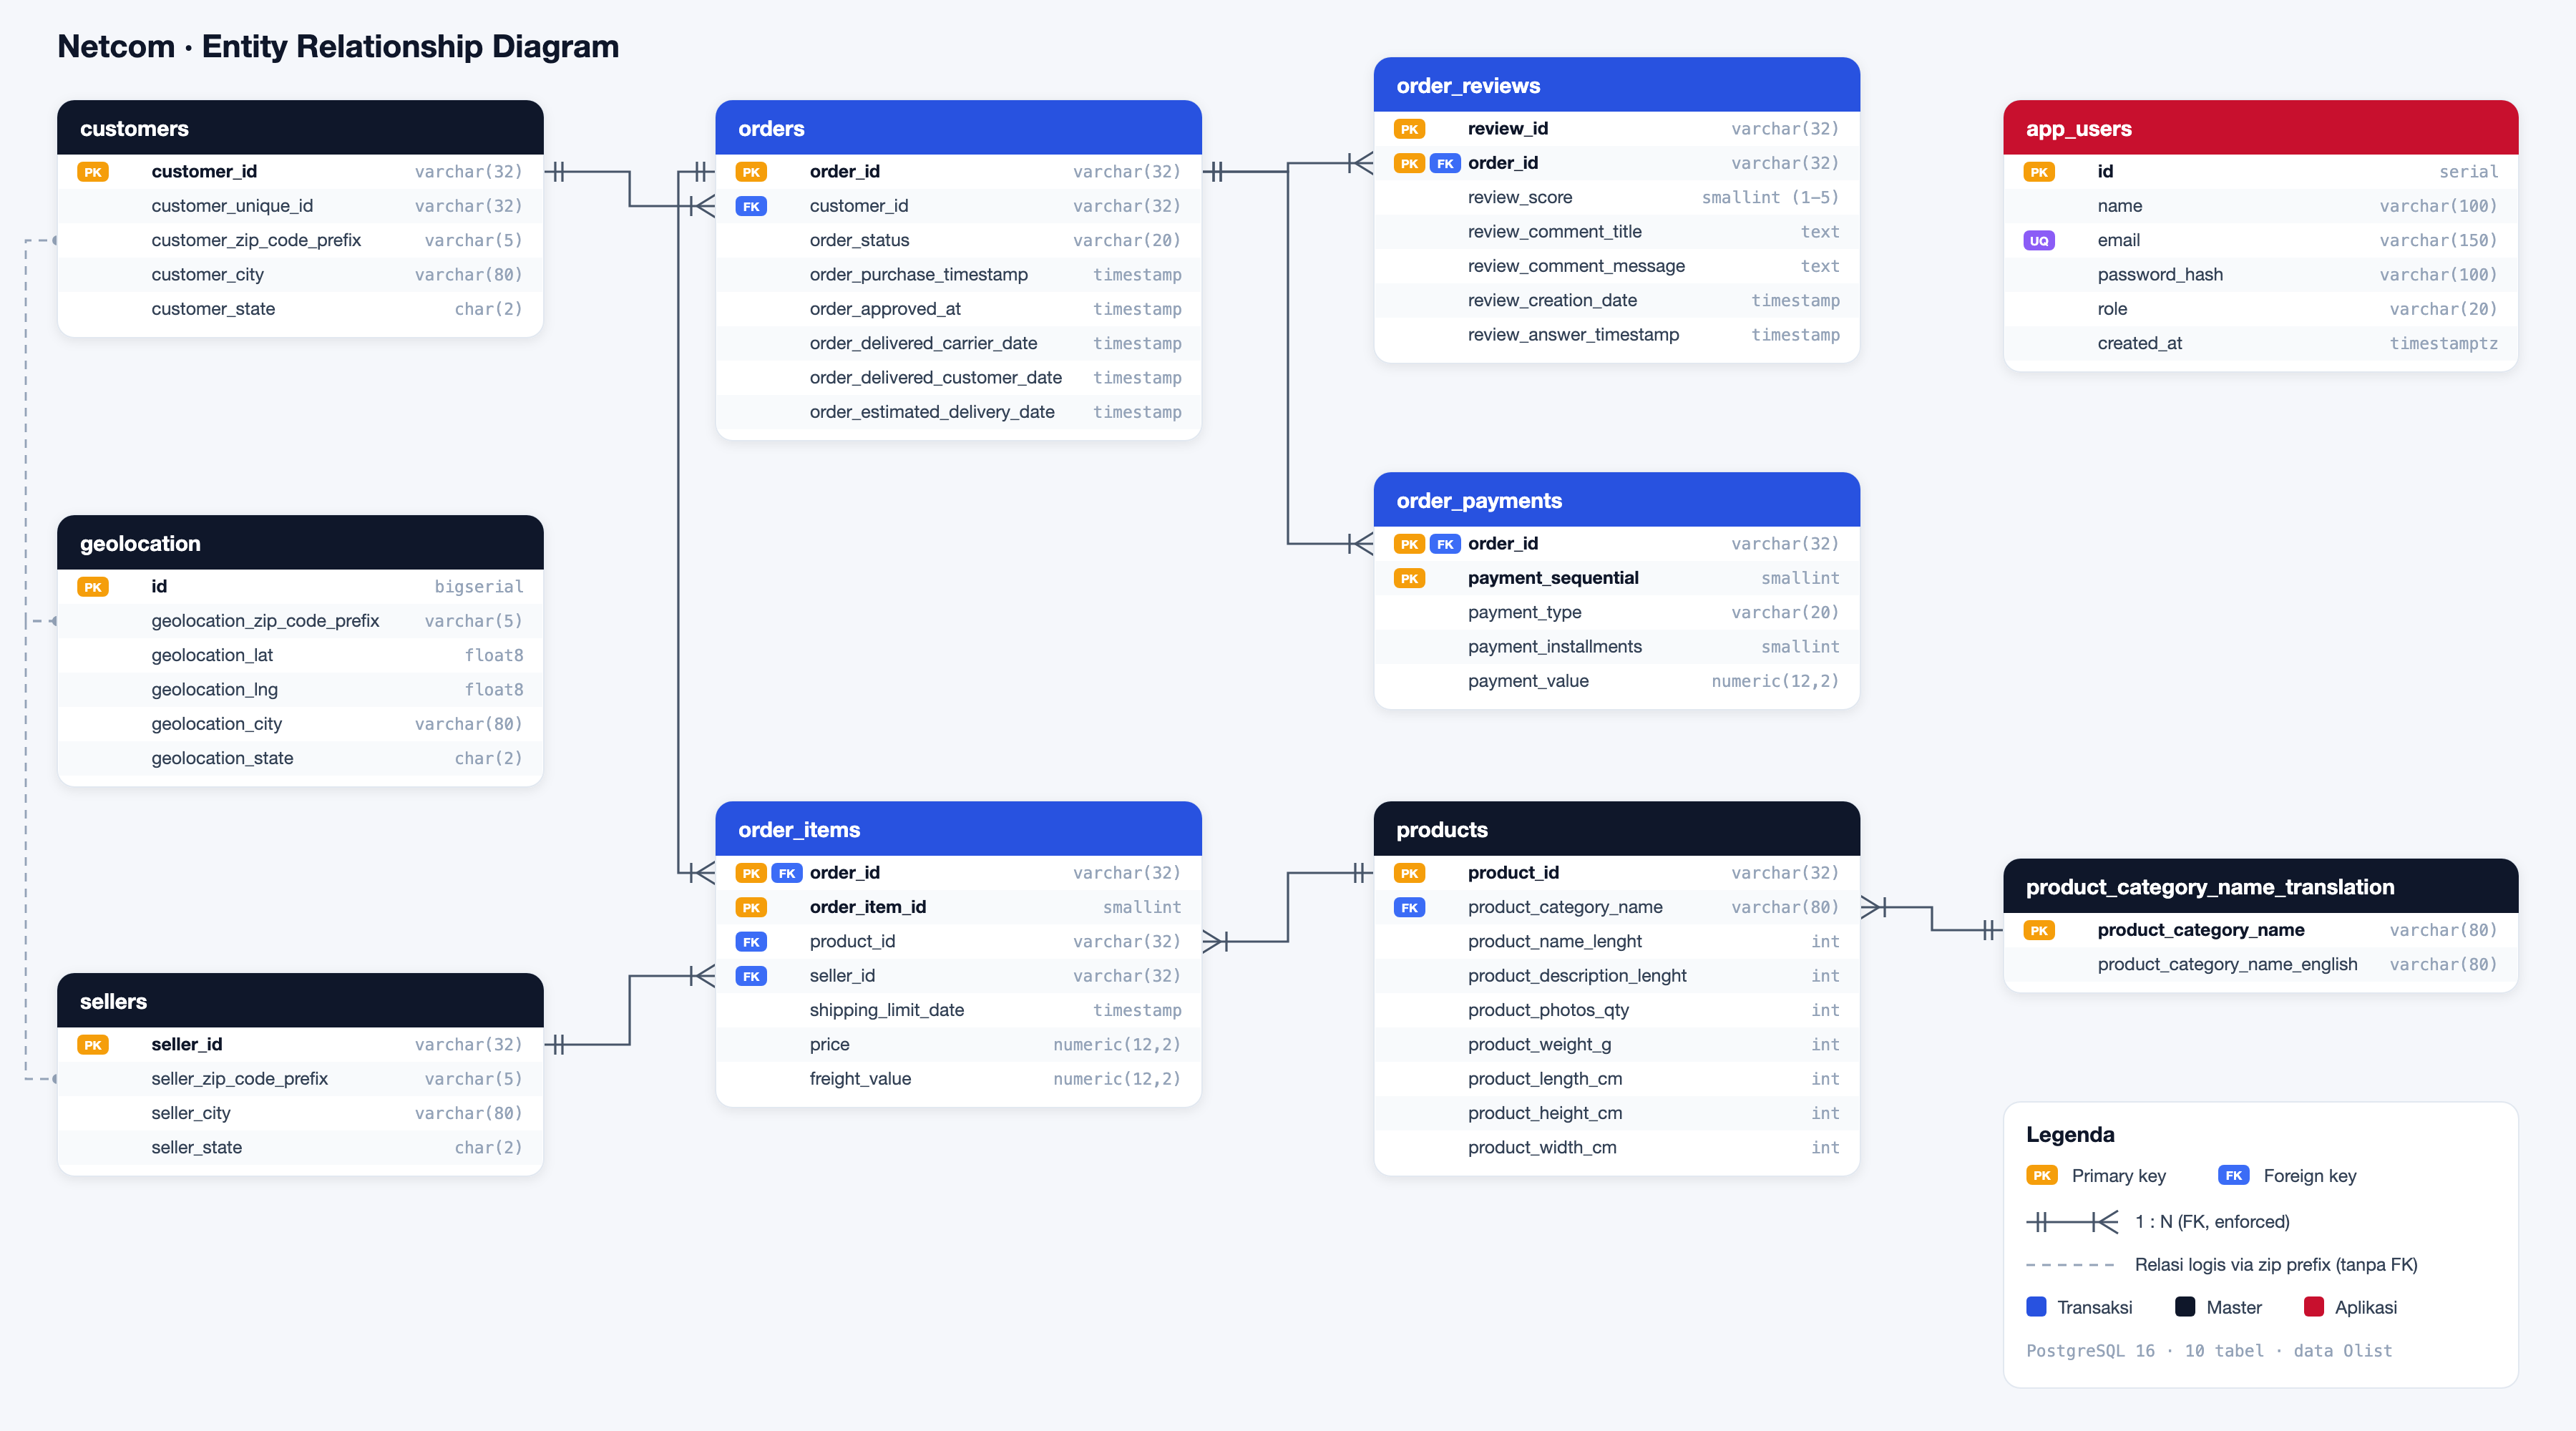 Netcom · Entity Relationship Diagram
customers
PK customer_id varchar(32)
customer_unique_id varchar(32)
customer_zip_code_prefix varchar(5)
customer_city varchar(80)
customer_state char(2)
orders
PK order_id varchar(32)
FK customer_id varchar(32)
order_status varchar(20)
order_purchase_timestamp timestamp
order_approved_at timestamp
order_delivered_carrier_date timestamp
order_delivered_customer_date timestamp
order_estimated_delivery_date timestamp
order_reviews
PK review_id varchar(32)
PK FK order_id varchar(32)
review_score smallint (1–5)
review_comment_title text
review_comment_message text
review_creation_date timestamp
review_answer_timestamp timestamp
app_users
PK id serial
name varchar(100)
UQ email varchar(150)
password_hash varchar(100)
role varchar(20)
created_at timestamptz
geolocation
PK id bigserial
geolocation_zip_code_prefix varchar(5)
geolocation_lat float8
geolocation_lng float8
geolocation_city varchar(80)
geolocation_state char(2)
order_payments
PK FK order_id varchar(32)
PK payment_sequential smallint
payment_type varchar(20)
payment_installments smallint
payment_value numeric(12,2)
sellers
PK seller_id varchar(32)
seller_zip_code_prefix varchar(5)
seller_city varchar(80)
seller_state char(2)
order_items
PK FK order_id varchar(32)
PK order_item_id smallint
FK product_id varchar(32)
FK seller_id varchar(32)
shipping_limit_date timestamp
price numeric(12,2)
freight_value numeric(12,2)
products
PK product_id varchar(32)
FK product_category_name varchar(80)
product_name_lenght int
product_description_lenght int
product_photos_qty int
product_weight_g int
product_length_cm int
product_height_cm int
product_width_cm int
product_category_name_translation
PK product_category_name varchar(80)
product_category_name_english varchar(80)
Legenda
PK Primary key FK Foreign key
1 : N (FK, enforced)
Relasi logis via zip prefix (tanpa FK)
Transaksi Master Aplikasi
PostgreSQL 16 · 10 tabel · data Olist